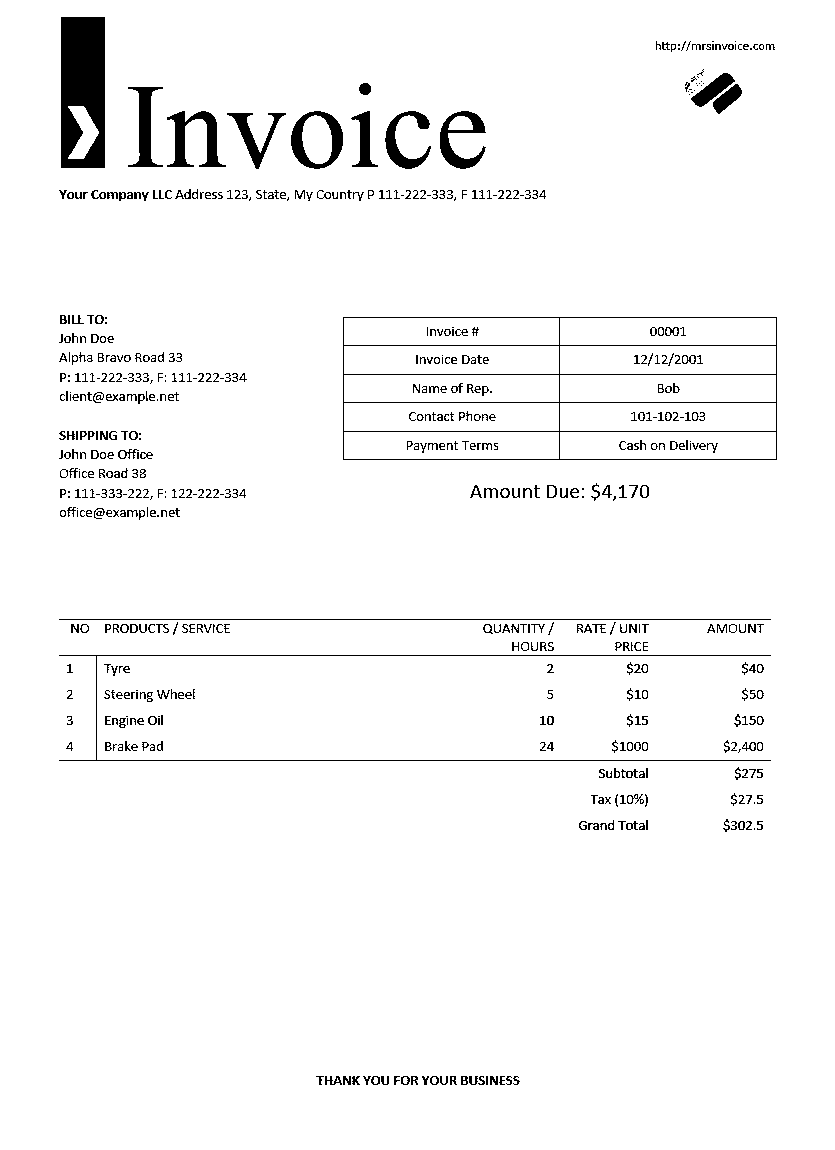 http://mrsinvoice.com
Invoice
Your Company LLC Address 123, State, My Country P 111-222-333, F 111-222-334
BILL TO:
John Doe
Alpha Bravo Road 33
P: 111-222-333, F: 111-222-334
client@example.net
SHIPPING TO:
John Doe Office
Office Road 38
P: 111-333-222, F: 122-222-334
office@example.net
Invoice # 00001
Invoice Date 12/12/2001
Name of Rep. Bob
Contact Phone 101-102-103
Payment Terms Cash on Delivery
Amount Due: $4,170
NO PRODUCTS / SERVICE QUANTITY / HOURS RATE / UNIT PRICE AMOUNT
1 Tyre 2 $20 $40
2 Steering Wheel 5 $10 $50
3 Engine Oil 10 $15 $150
4 Brake Pad 24 $1000 $2,400
Subtotal $275
Tax (10%) $27.5
Grand Total $302.5
THANK YOU FOR YOUR BUSINESS